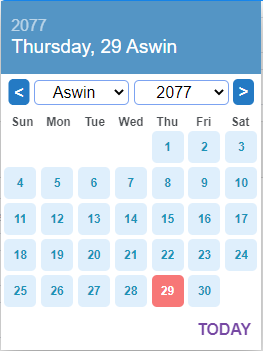 2077
Thursday, 29 Aswin
< Aswin 2077 >
Sun Mon Tue Wed Thu Fri Sat
1 2 3
4 5 6 7 8 9 10
11 12 13 14 15 16 17
18 19 20 21 22 23 24
25 26 27 28 29 30
TODAY